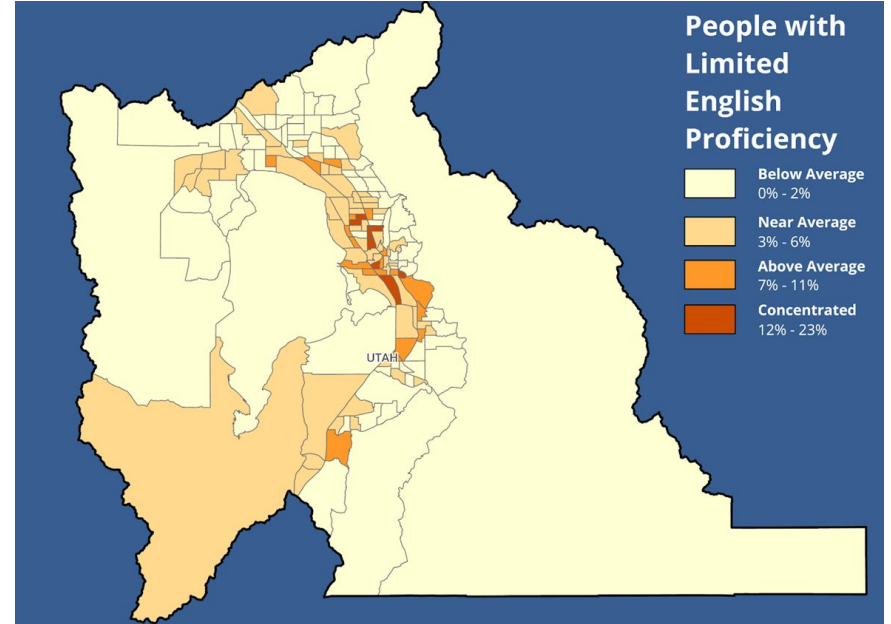 People with
Limited
English
Proficiency
Below Average
0% - 2%
Near Average
3% - 6%
Above Average
7% - 11%
Concentrated
12% - 23%
UTAH